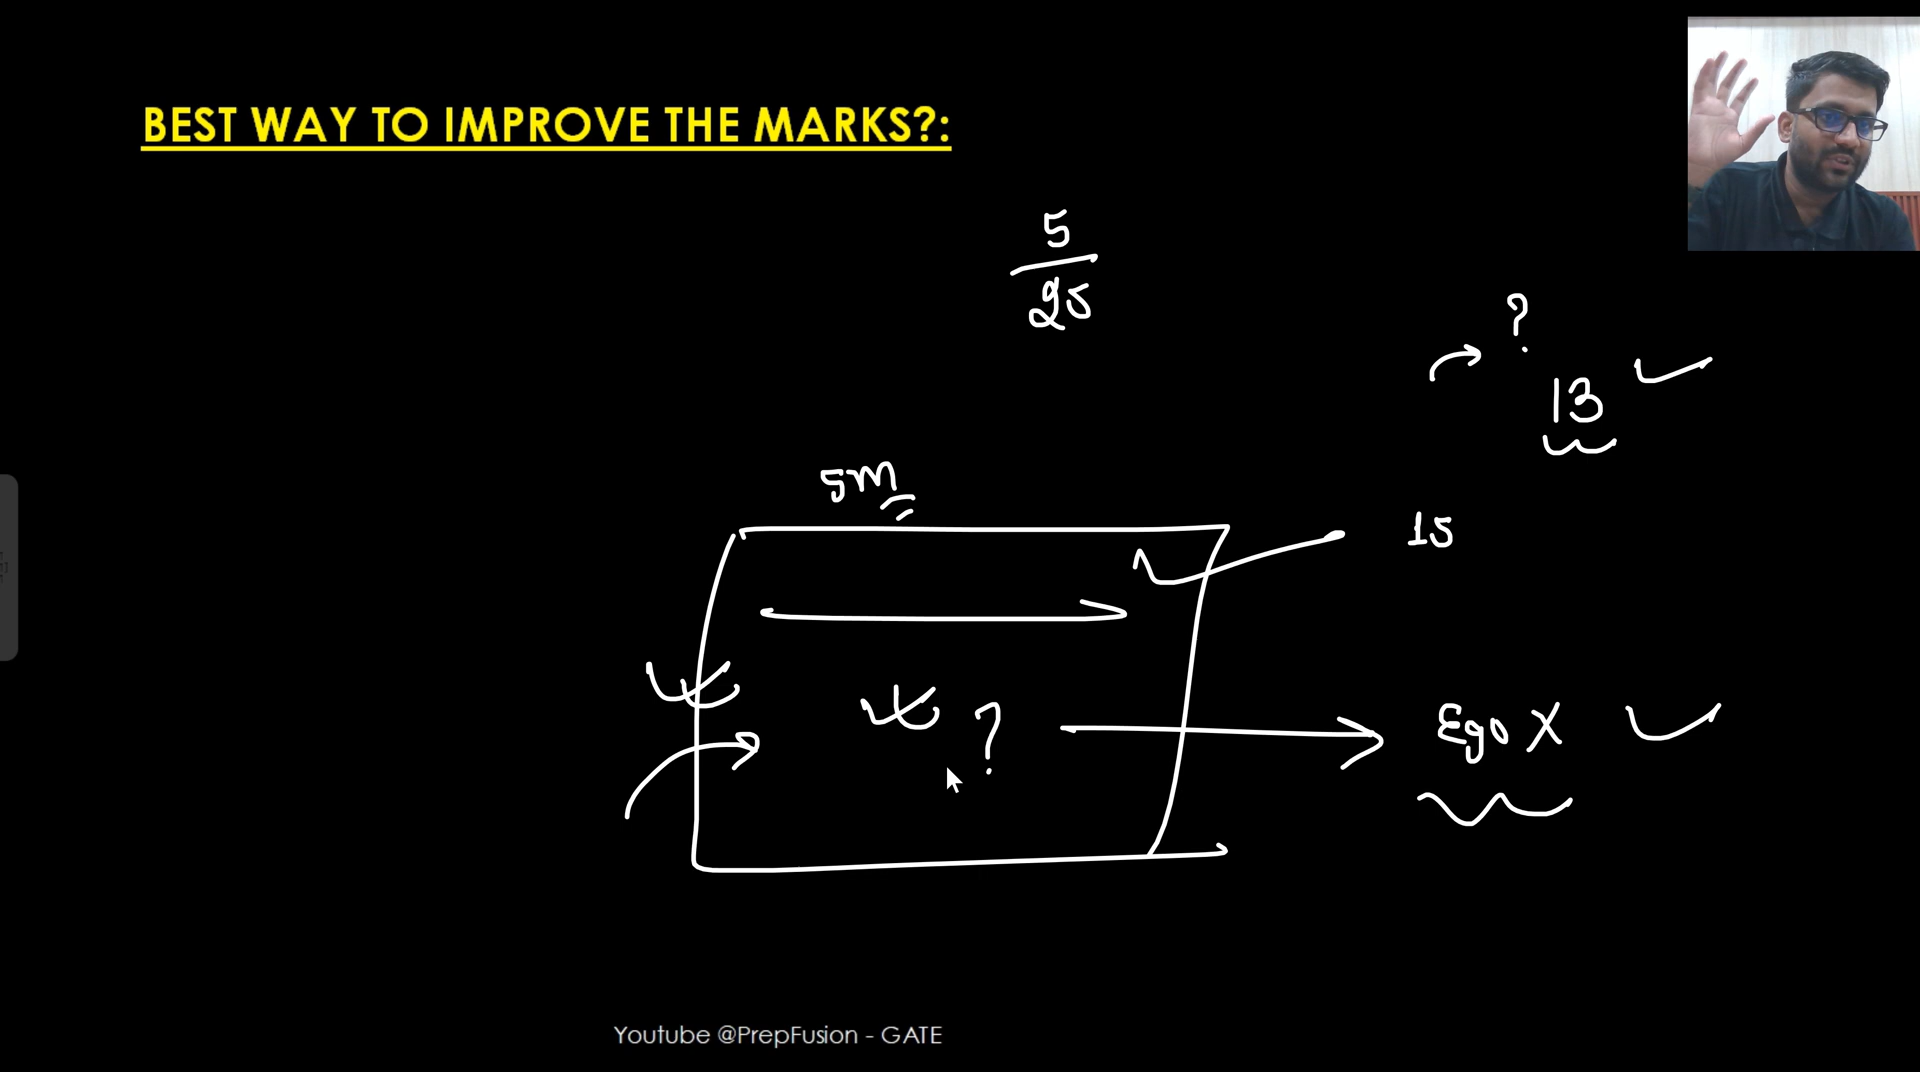 BEST WAY TO IMPROVE THE MARKS?:
5
25
?
13
5m
15
?
Ego X
Youtube @PrepFusion - GATE